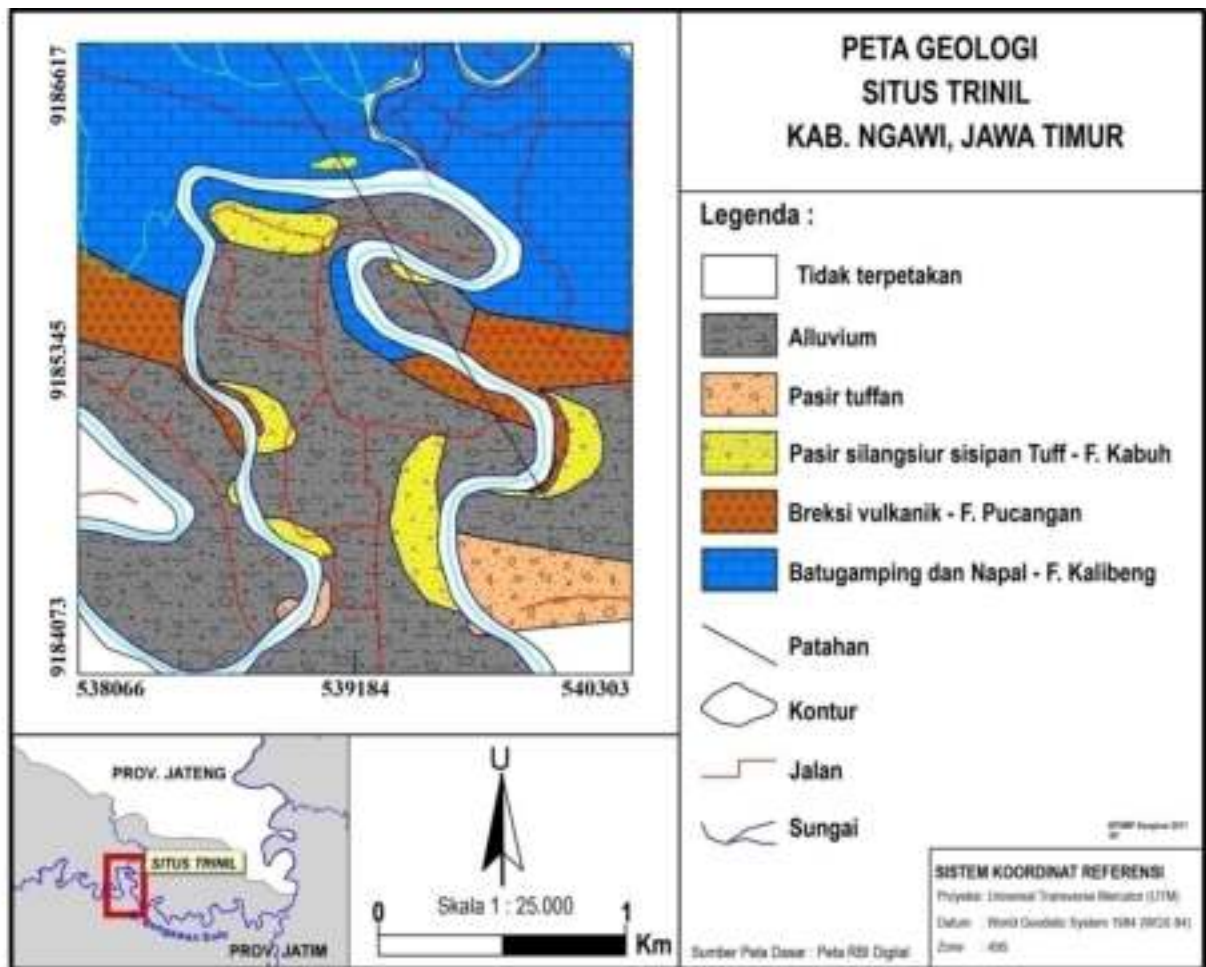 PETA GEOLOGI
SITUS TRINIL
KAB. NGAWI, JAWA TIMUR
9186617
9185345
9184073
538066
539184
540303
Legenda :
Tidak terpetakan
Alluvium
Pasir tuffan
Pasir silangsiur sisipan Tuff - F. Kabuh
Breksi vulkanik - F. Pucangan
Batugamping dan Napal - F. Kalibeng
Patahan
Kontur
Jalan
Sungai
PROV. JATENG
SITUS TRINIL
PROV. JATIM
U
Skala 1 : 25.000
0
1
Km
Sumber Peta Dasar : Peta RBI Digital
SISTEM KOORDINAT REFERENSI
Proyeksi : Universal Transverse Mercator (UTM)
Datum : World Geodetic System 1984 (WGS 84)
Zone :